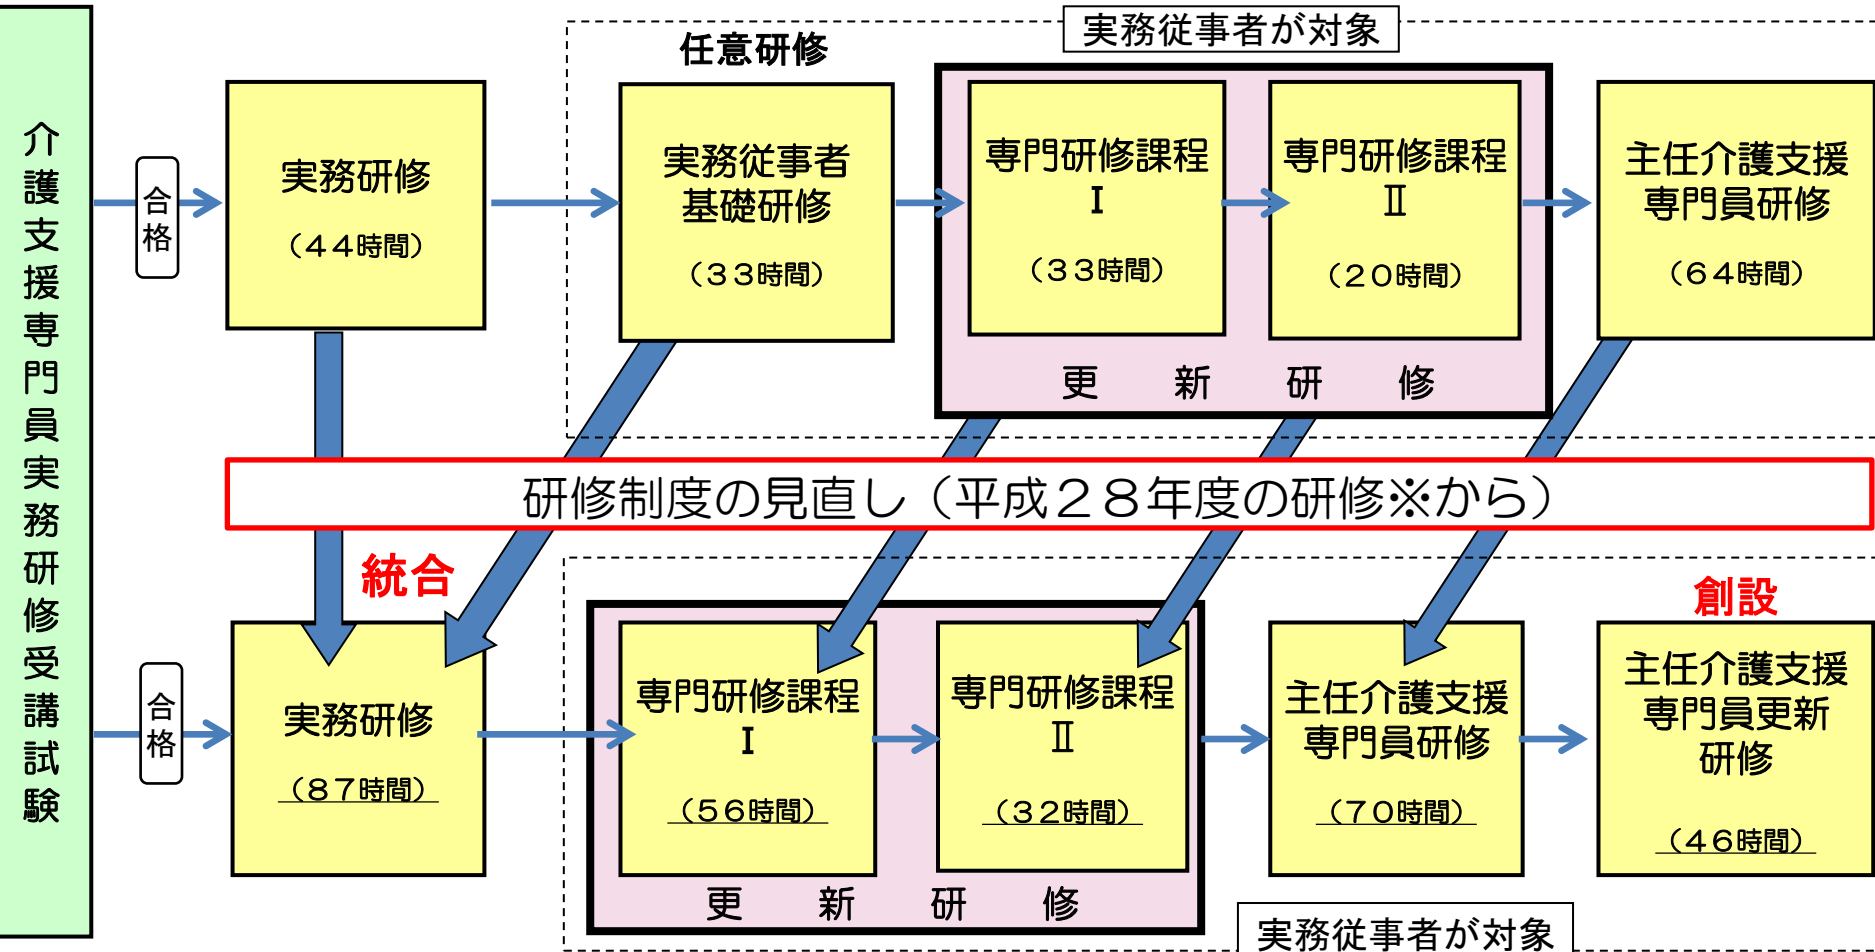 介護支援専門員実務研修受講試験
実務従事者が対象
任意研修
合格
実務研修
（４４時間）
実務従事者
基礎研修
（３３時間）
専門研修課程
Ⅰ
（３３時間）
専門研修課程
Ⅱ
（２０時間）
更新研修
主任介護支援
専門員研修
（６４時間）
研修制度の見直し（平成２８年度の研修※から）
統合
創設
合格
実務研修
（８７時間）
専門研修課程
Ⅰ
（５６時間）
専門研修課程
Ⅱ
（３２時間）
更新研修
主任介護支援
専門員研修
（７０時間）
主任介護支援
専門員更新
研修
（４６時間）
実務従事者が対象